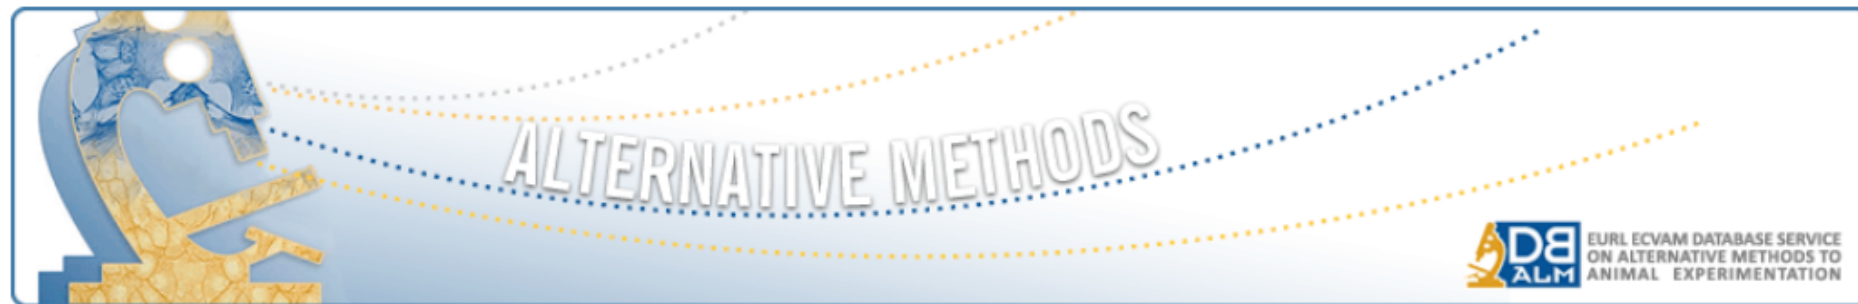 ALTERNATIVE METHODS
DB
ALM
EURL ECVAM DATABASE SERVICE
ON ALTERNATIVE METHODS TO
ANIMAL EXPERIMENTATION